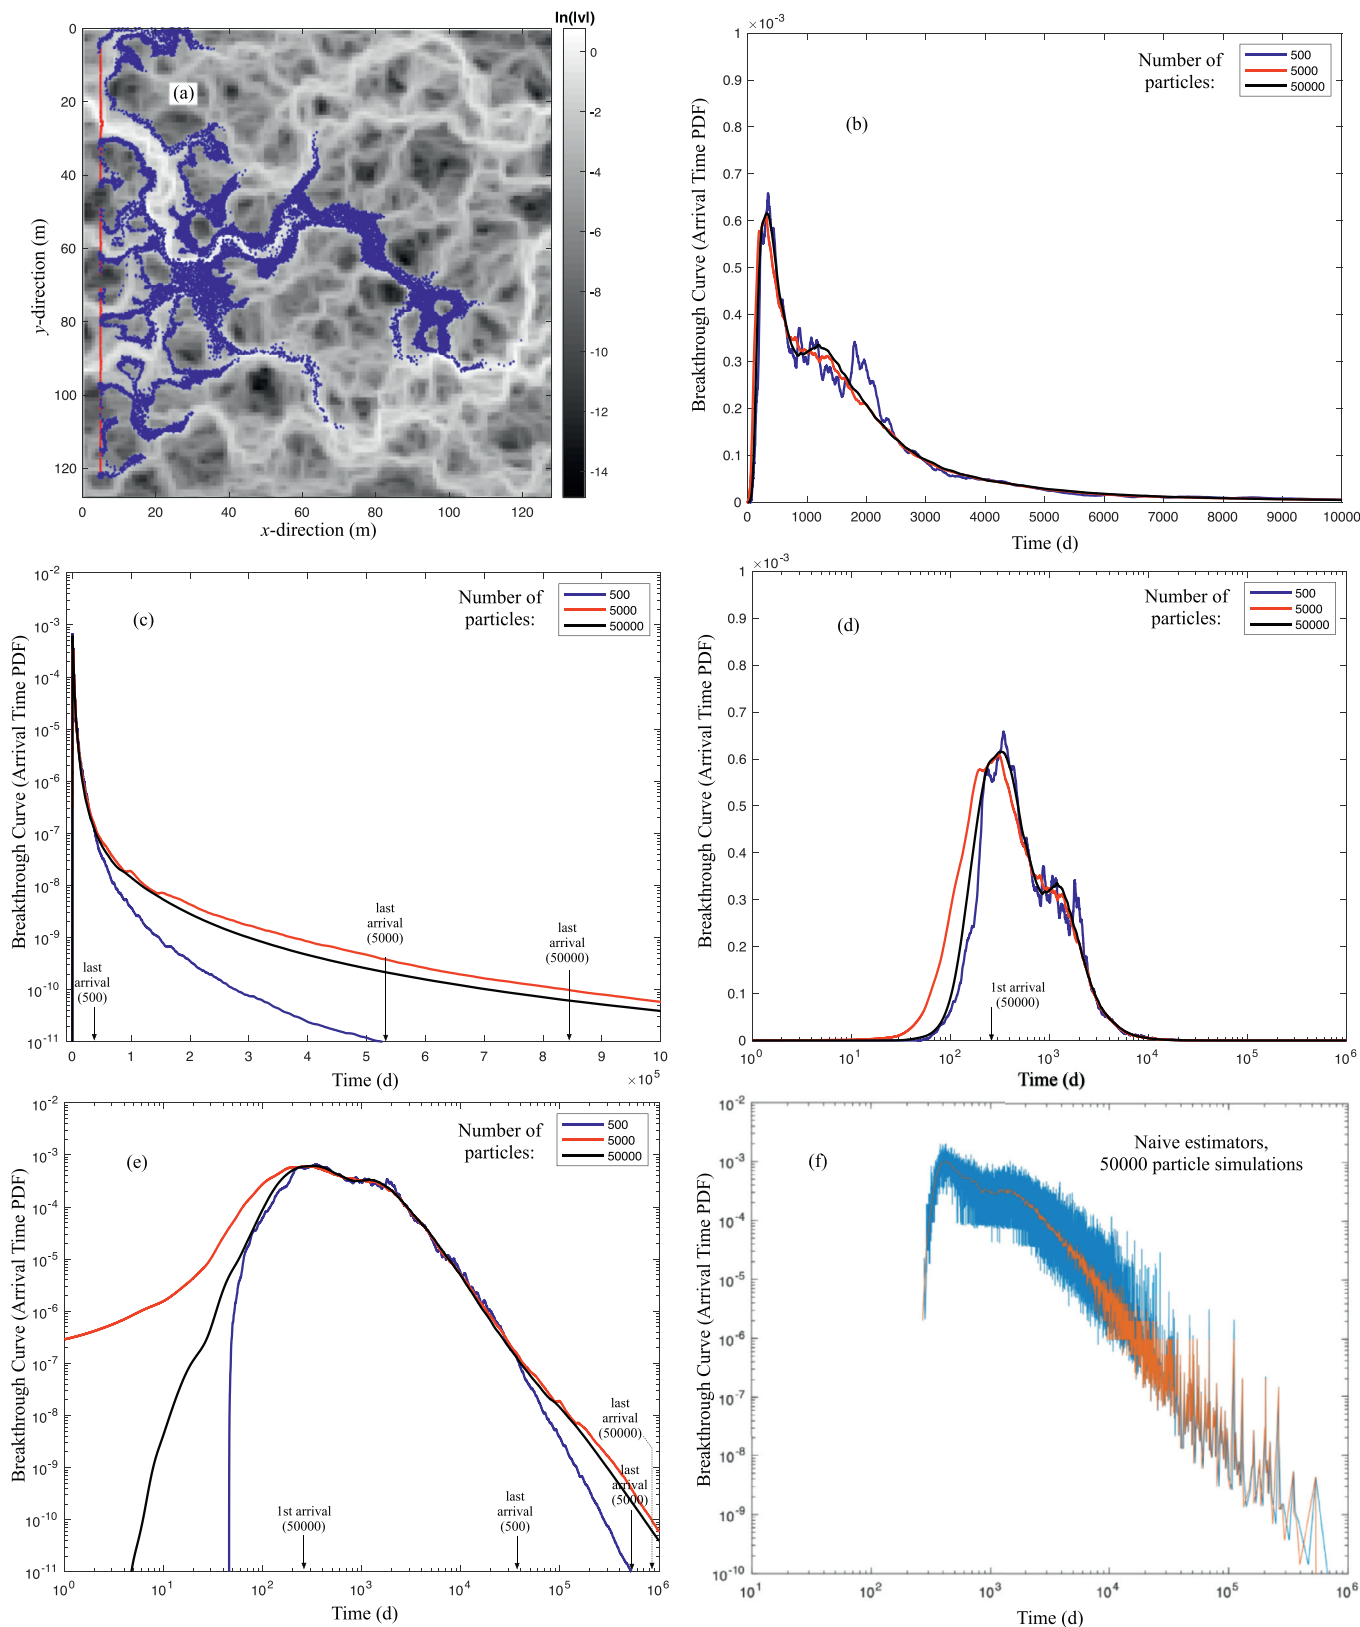 ln(|v|)
(a)
0
20
40
60
80
100
120
y-direction (m)
0
20
40
60
80
100
120
x-direction (m)
0
-2
-4
-6
-8
-10
-12
-14
×10⁻³
1
0.9
0.8
0.7
0.6
0.5
0.4
0.3
0.2
0.1
0
Breakthrough Curve (Arrival Time PDF)
Number of
particles:
500
5000
50000
(b)
0 1000 2000 3000 4000 5000 6000 7000 8000 9000 10000
Time (d)
10⁻²
10⁻³
10⁻⁴
10⁻⁵
10⁻⁶
10⁻⁷
10⁻⁸
10⁻⁹
10⁻¹⁰
10⁻¹¹
Breakthrough Curve (Arrival Time PDF)
(c)
Number of
particles:
500
5000
50000
last
arrival
(500)
last
arrival
(5000)
last
arrival
(50000)
0 1 2 3 4 5 6 7 8 9 10
Time (d)
×10⁵
×10⁻³
1
0.9
0.8
0.7
0.6
0.5
0.4
0.3
0.2
0.1
0
Breakthrough Curve (Arrival Time PDF)
(d)
Number of
particles:
500
5000
50000
1st arrival
(50000)
10⁰ 10¹ 10² 10³ 10⁴ 10⁵ 10⁶
Time (d)
10⁻²
10⁻³
10⁻⁴
10⁻⁵
10⁻⁶
10⁻⁷
10⁻⁸
10⁻⁹
10⁻¹⁰
10⁻¹¹
Breakthrough Curve (Arrival Time PDF)
(e)
Number of
particles:
500
5000
50000
1st arrival
(50000)
last
arrival
(500)
last
arrival
(50000)
last
arrival
(5000)
10⁰ 10¹ 10² 10³ 10⁴ 10⁵ 10⁶
Time (d)
10⁻²
10⁻³
10⁻⁴
10⁻⁵
10⁻⁶
10⁻⁷
10⁻⁸
10⁻⁹
10⁻¹⁰
Breakthrough Curve (Arrival Time PDF)
(f)
Naive estimators,
50000 particle simulations
10¹ 10² 10³ 10⁴ 10⁵ 10⁶
Time (d)